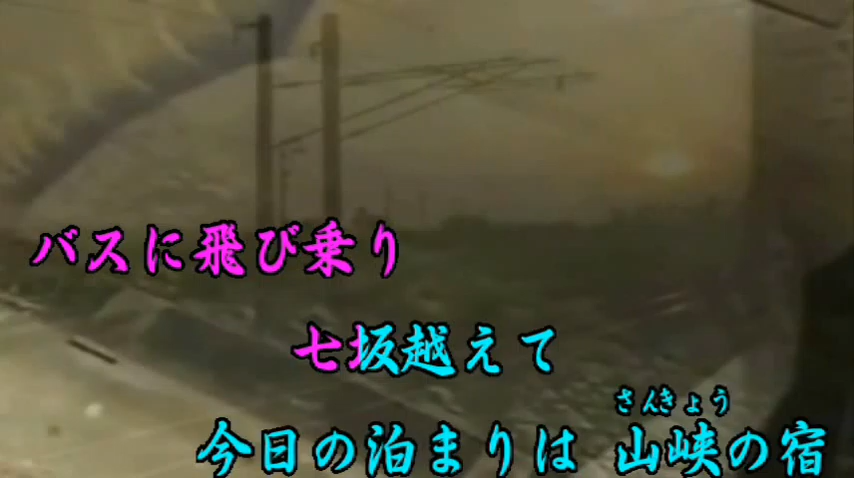 バスに飛び乗り
七坂越えて
さんきょう
今日の泊まりは 山峡の宿